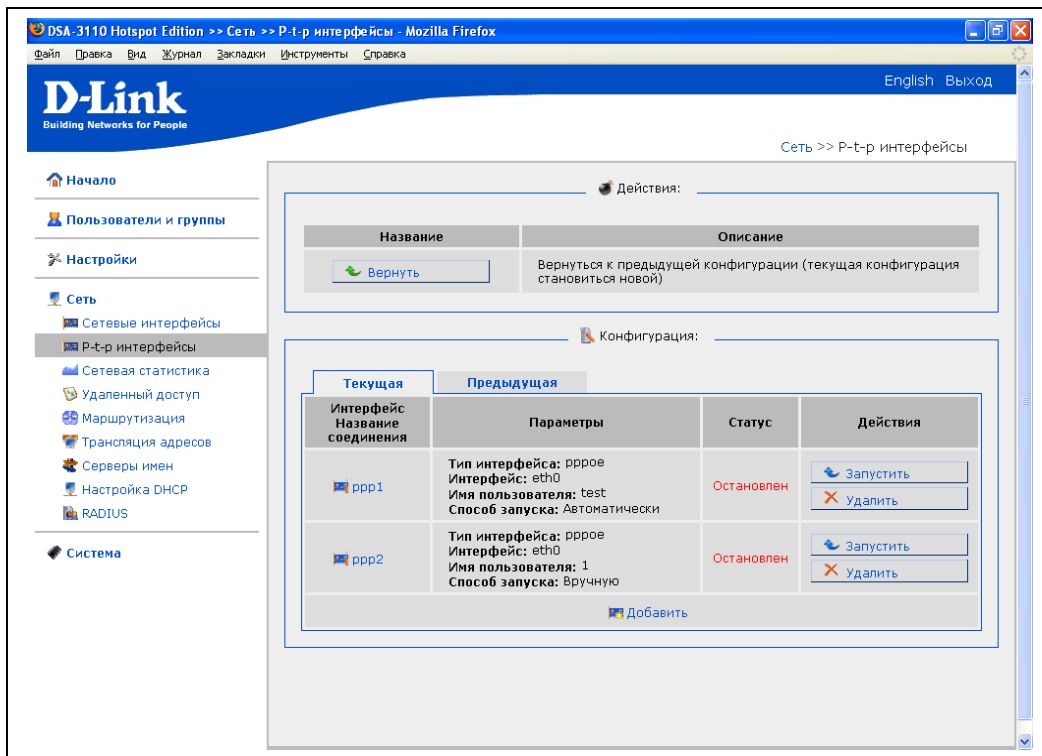 DSA-3110 Hotspot Edition >> Сеть >> P-t-p интерфейсы - Mozilla Firefox
Файл Правка Вид Журнал Закладки Инструменты Справка
English Выход
D-Link
Building Networks for People
Сеть >> P-t-p интерфейсы
Начало
Пользователи и группы
Настройки
Сеть
Сетевые интерфейсы
P-t-p интерфейсы
Сетевая статистика
Удаленный доступ
Маршрутизация
Трансляция адресов
Серверы имен
Настройка DHCP
RADIUS
Система
Действия:
Название Описание
Вернуть
Вернуться к предыдущей конфигурации (текущая конфигурация
становиться новой)
Конфигурация:
Текущая Предыдущая
Интерфейс
Название
соединения
Параметры Статус Действия
ppp1
Тип интерфейса: pppoe
Интерфейс: eth0
Имя пользователя: test
Способ запуска: Автоматически
Остановлен
Запустить
Удалить
ppp2
Тип интерфейса: pppoe
Интерфейс: eth0
Имя пользователя: 1
Способ запуска: Вручную
Остановлен
Запустить
Удалить
Добавить